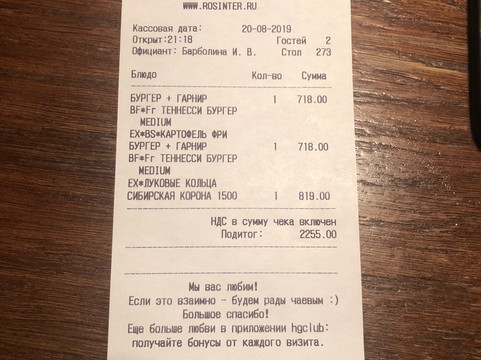 WWW.ROSINTER.RU
Кассовая дата: 20-08-2019
Открыт:21:18 Гостей 2
Официант: Барболина И. В. Стол 273
Блюдо Кол-во Сумма
БУРГЕР + ГАРНИР 1 718.00
BF*Fr ТЕННЕССИ БУРГЕР
MEDIUM
EX*BS*КАРТОФЕЛЬ ФРИ
БУРГЕР + ГАРНИР 1 718.00
BF*Fr ТЕННЕССИ БУРГЕР
MEDIUM
EX*ЛУКОВЫЕ КОЛЬЦА
СИБИРСКАЯ КОРОНА 1500 1 819.00
НДС в сумму чека включен
Подитог: 2255.00
Мы вас любим!
Если это взаимно - будем рады чаевым :)
Большое спасибо!
Еще больше любви в приложении hgclub:
получайте бонусы от каждого визита.